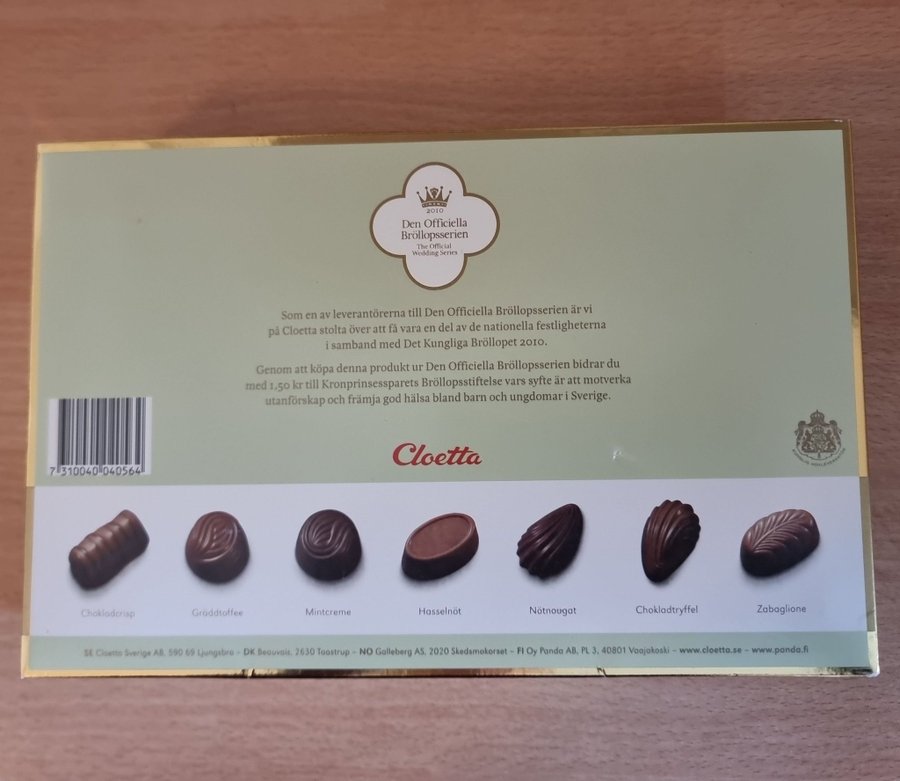 2010
Den Officiella
Bröllopsserien
The Official
Wedding Series
Som en av leverantörerna till Den Officiella Bröllopsserien är vi
på Cloetta stolta över att få vara en del av de nationella festligheterna
i samband med Det Kungliga Bröllopet 2010.
Genom att köpa denna produkt ur Den Officiella Bröllopsserien bidrar du
med 1,50 kr till Kronprinsessparets Bröllopsstiftelse vars syfte är att motverka
utanförskap och främja god hälsa bland barn och ungdomar i Sverige.
7 310040 040564
Cloetta
Chokladcrisp Gräddtoffee Mintcreme Hasselnöt Nötnougat Chokladtryffel Zabaglione
SE Cloetta Sverige AB, 590 69 Ljungsbro – DK Beauvais, 2630 Taastrup – NO Galleberg AS, 2020 Skedsmokorset – FI Oy Panda AB, PL 3, 40801 Vaajakoski – www.cloetta.se – www.panda.fi